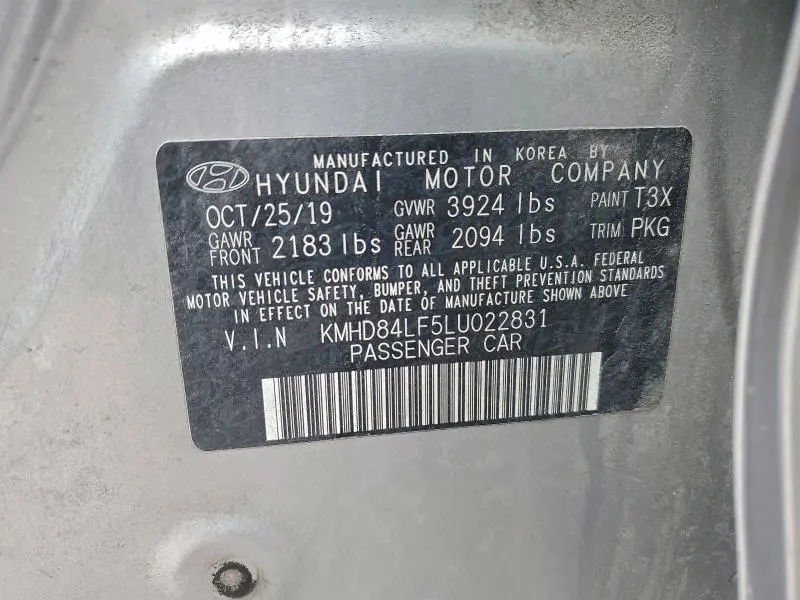 MANUFACTURED IN KOREA BY
HYUNDAI MOTOR COMPANY
OCT/25/19 GVWR 3924 lbs PAINT T3X
GAWR FRONT 2183 lbs GAWR REAR 2094 lbs TRIM PKG
THIS VEHICLE CONFORMS TO ALL APPLICABLE U.S.A. FEDERAL
MOTOR VEHICLE SAFETY, BUMPER, AND THEFT PREVENTION STANDARDS
IN EFFECT ON THE DATE OF MANUFACTURE SHOWN ABOVE
V.I.N KMHD84LF5LU022831
PASSENGER CAR